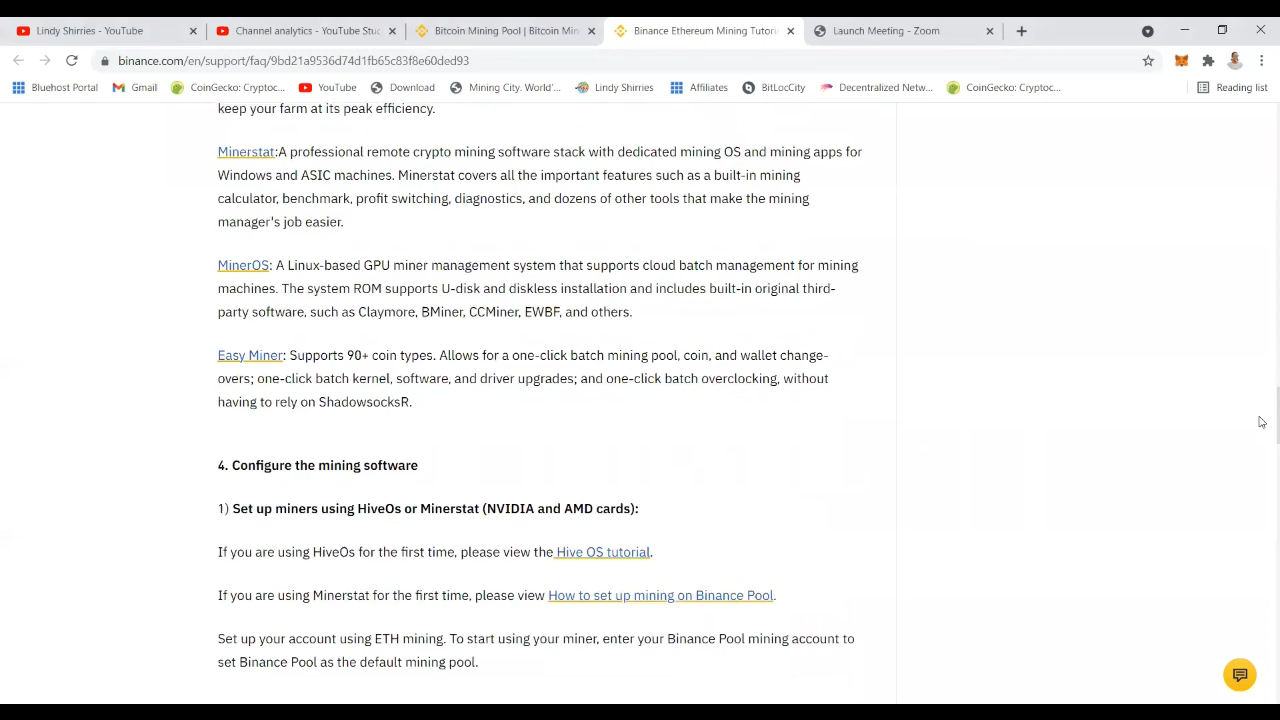 Lindy Shirries - YouTube
Channel analytics - YouTube Stu
Bitcoin Mining Pool | Bitcoin Min
Binance Ethereum Mining Tutori
Launch Meeting - Zoom
binance.com/en/support/faq/9bd21a9536d74d1fb65c83f8e60ded93
Bluehost Portal
Gmail
CoinGecko: Cryptoc...
YouTube
Download
Mining City. World'...
Lindy Shirries
Affiliates
BitLocCity
Decentralized Netw...
CoinGecko: Cryptoc...
Reading list
keep your farm at its peak efficiency.
Minerstat:A professional remote crypto mining software stack with dedicated mining OS and mining apps for
Windows and ASIC machines. Minerstat covers all the important features such as a built-in mining
calculator, benchmark, profit switching, diagnostics, and dozens of other tools that make the mining
manager's job easier.
MinerOS: A Linux-based GPU miner management system that supports cloud batch management for mining
machines. The system ROM supports U-disk and diskless installation and includes built-in original third-
party software, such as Claymore, BMiner, CCMiner, EWBF, and others.
Easy Miner: Supports 90+ coin types. Allows for a one-click batch mining pool, coin, and wallet change-
overs; one-click batch kernel, software, and driver upgrades; and one-click batch overclocking, without
having to rely on ShadowsocksR.
4. Configure the mining software
1) Set up miners using HiveOs or Minerstat (NVIDIA and AMD cards):
If you are using HiveOs for the first time, please view the Hive OS tutorial.
If you are using Minerstat for the first time, please view How to set up mining on Binance Pool.
Set up your account using ETH mining. To start using your miner, enter your Binance Pool mining account to
set Binance Pool as the default mining pool.